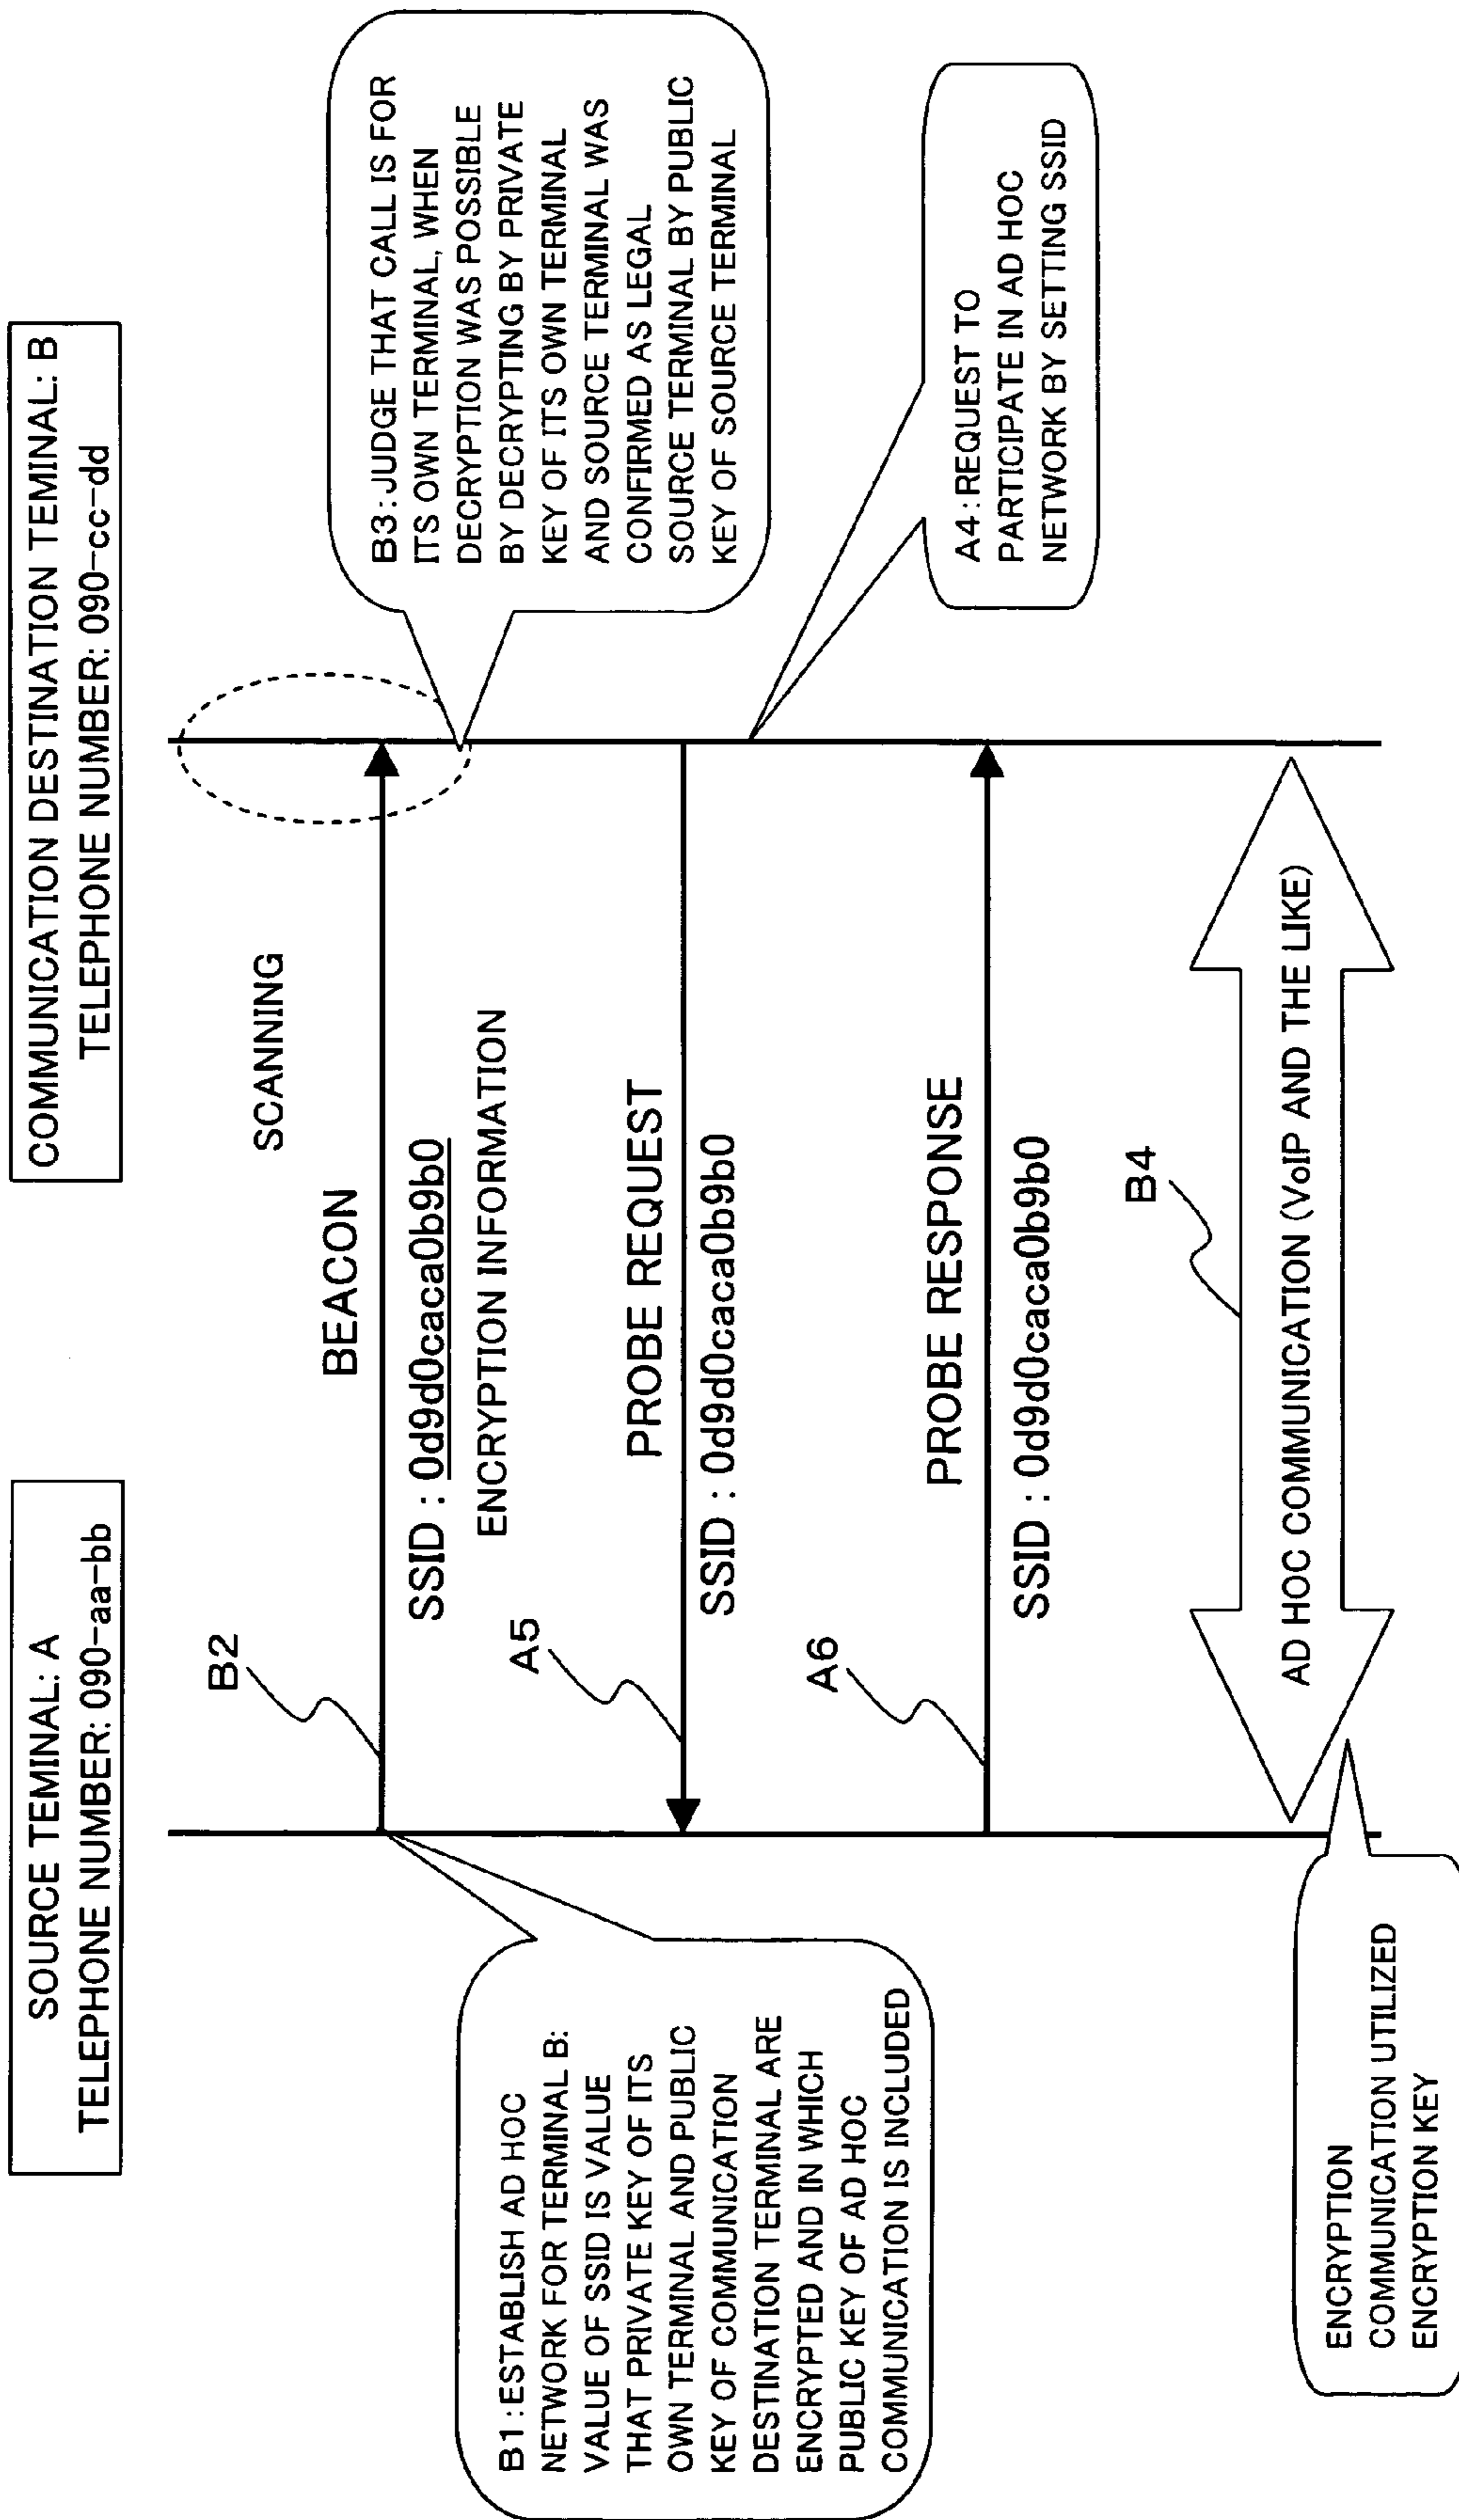 SOURCE TEMINAL: A
TELEPHONE NUMBER: 090-aa-bb
COMMUNICATION DESTINATION TEMINAL: B
TELEPHONE NUMBER: 090-cc-dd
SCANNING
B2
BEACON
SSID : 0d9d0caca0b9b0
ENCRYPTION INFORMATION
B1:ESTABLISH AD HOC
NETWORK FOR TERMINAL B:
VALUE OF SSID IS VALUE
THAT PRIVATE KEY OF ITS
OWN TERMINAL AND PUBLIC
KEY OF COMMUNICATION
DESTINATION TERMINAL ARE
ENCRYPTED AND IN WHICH
PUBLIC KEY OF AD HOC
COMMUNICATION IS INCLUDED
B3:JUDGE THAT CALL IS FOR
ITS OWN TERMINAL, WHEN
DECRYPTION WAS POSSIBLE
BY DECRYPTING BY PRIVATE
KEY OF ITS OWN TERMINAL
AND SOURCE TERMINAL WAS
CONFIRMED AS LEGAL
SOURCE TERMINAL BY PUBLIC
KEY OF SOURCE TERMINAL
A5
PROBE REQUEST
SSID : 0d9d0caca0b9b0
A4:REQUEST TO
PARTICIPATE IN AD HOC
NETWORK BY SETTING SSID
A6
PROBE RESPONSE
SSID : 0d9d0caca0b9b0
B4
AD HOC COMMUNICATION (VoIP AND THE LIKE)
ENCRYPTION
COMMUNICATION UTILIZED
ENCRYPTION KEY